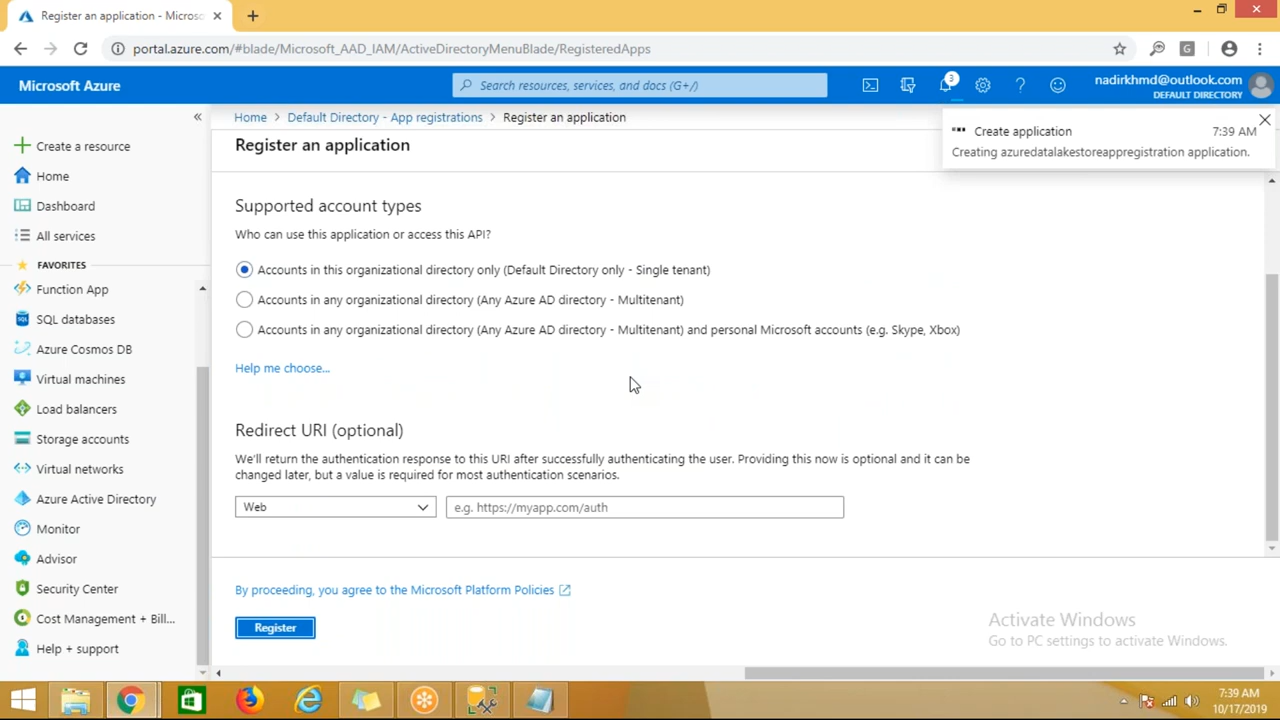 Register an application - Micros
portal.azure.com/#blade/Microsoft_AAD_IAM/ActiveDirectoryMenuBlade/RegisteredApps
Microsoft Azure
Search resources, services, and docs (G+/)
3
nadirkhmd@outlook.com
DEFAULT DIRECTORY
Create a resource
Home
Dashboard
All services
FAVORITES
Function App
SQL databases
Azure Cosmos DB
Virtual machines
Load balancers
Storage accounts
Virtual networks
Azure Active Directory
Monitor
Advisor
Security Center
Cost Management + Bill...
Help + support
Home > Default Directory - App registrations > Register an application
Register an application
Create application 7:39 AM
Creating azuredatalakestoreappregistration application.
Supported account types
Who can use this application or access this API?
Accounts in this organizational directory only (Default Directory only - Single tenant)
Accounts in any organizational directory (Any Azure AD directory - Multitenant)
Accounts in any organizational directory (Any Azure AD directory - Multitenant) and personal Microsoft accounts (e.g. Skype, Xbox)
Help me choose...
Redirect URI (optional)
We'll return the authentication response to this URI after successfully authenticating the user. Providing this now is optional and it can be
changed later, but a value is required for most authentication scenarios.
Web
e.g. https://myapp.com/auth
By proceeding, you agree to the Microsoft Platform Policies
Register
Activate Windows
Go to PC settings to activate Windows.
7:39 AM
10/17/2019